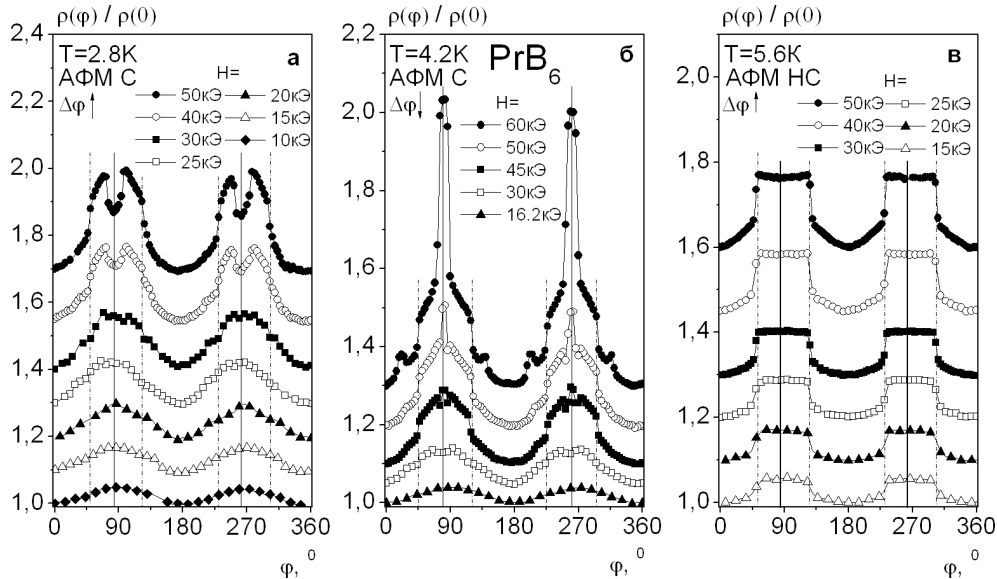 ρ(φ) / ρ(0)
T=2.8K
АФМ С
Δφ
а
H=
50кЭ
40кЭ
30кЭ
25кЭ
20кЭ
15кЭ
10кЭ
2,4
2,2
2,0
1,8
1,6
1,4
1,2
1,0
0 90 180 270 360
φ, 0
ρ(φ) / ρ(0)
T=4.2K
АФМ С
Δφ
б
PrB6
H=
60кЭ
50кЭ
45кЭ
30кЭ
16.2кЭ
2,2
2,0
1,8
1,6
1,4
1,2
1,0
0 90 180 270 360
φ, 0
ρ(φ) / ρ(0)
T=5.6К
АФМ НС
Δφ
в
H=
50кЭ
40кЭ
30кЭ
25кЭ
20кЭ
15кЭ
2,0
1,8
1,6
1,4
1,2
1,0
0 90 180 270 360
φ, 0